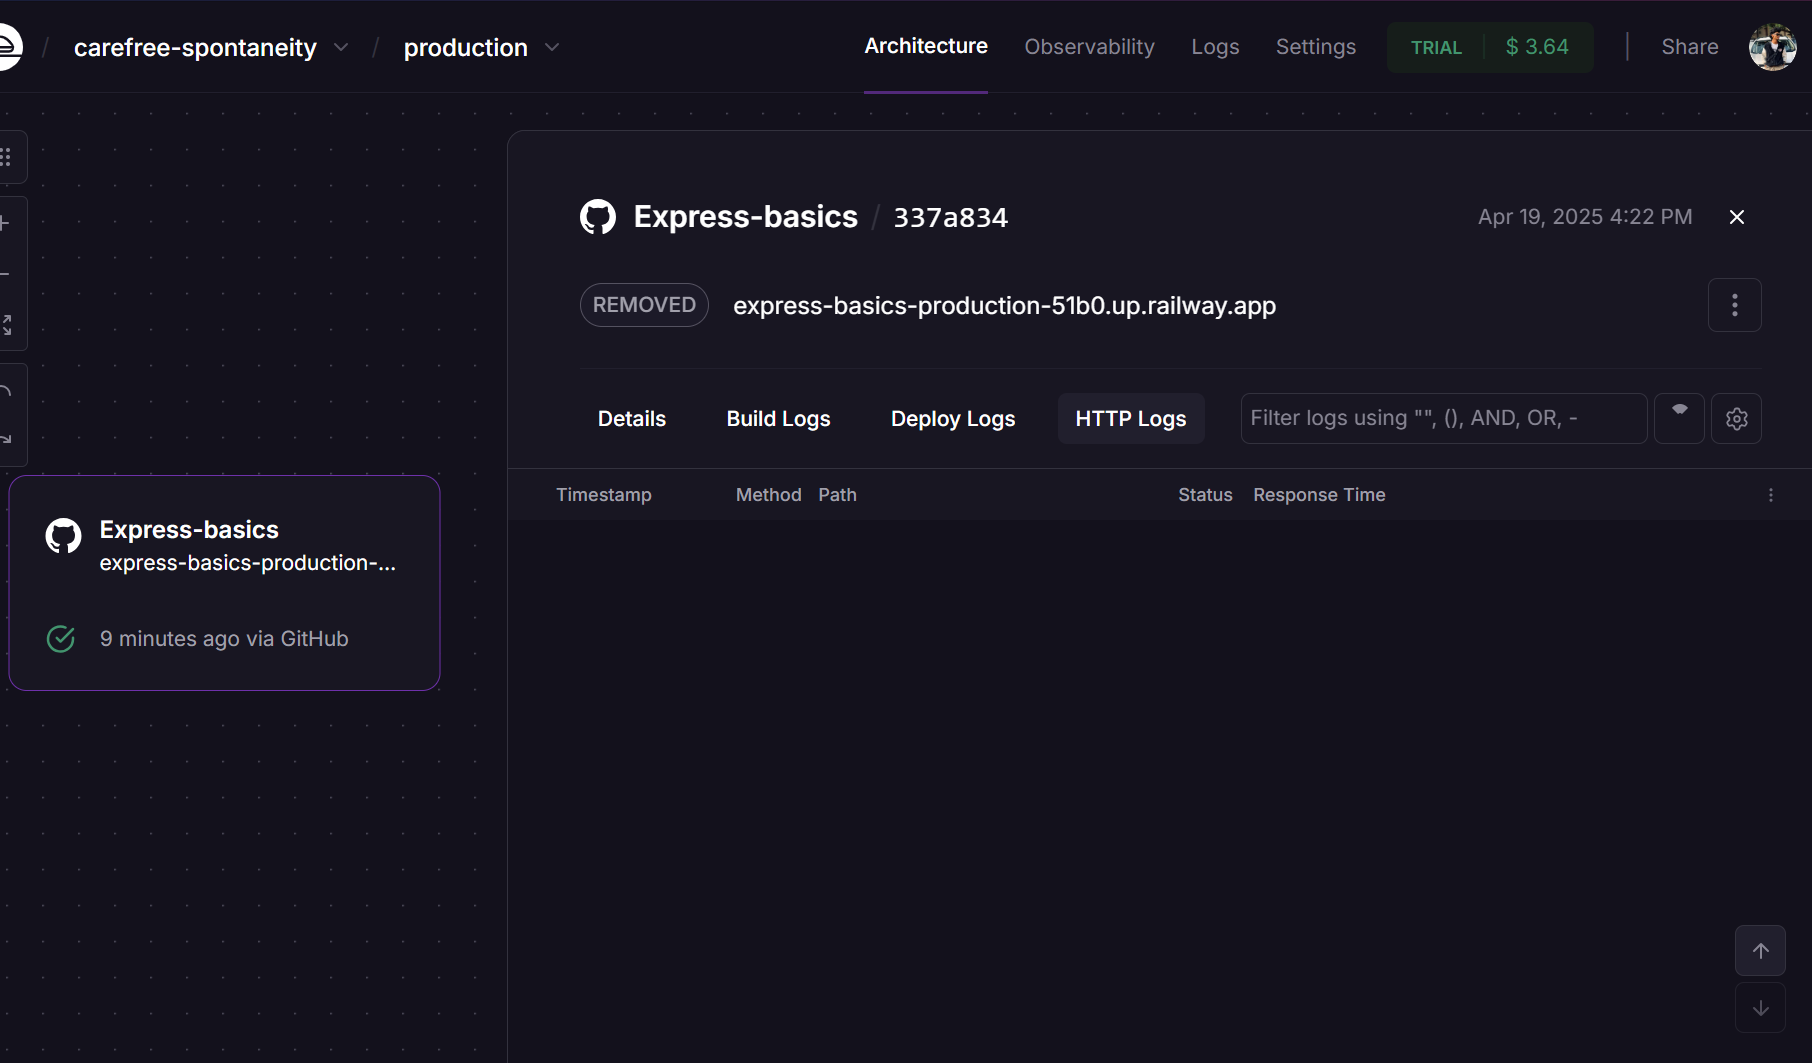 / carefree-spontaneity / production
Architecture Observability Logs Settings TRIAL $ 3.64 Share
Express-basics / 337a834 Apr 19, 2025 4:22 PM
REMOVED express-basics-production-51b0.up.railway.app
Details Build Logs Deploy Logs HTTP Logs Filter logs using "", (), AND, OR, -
Timestamp Method Path Status Response Time
Express-basics
express-basics-production-...
9 minutes ago via GitHub